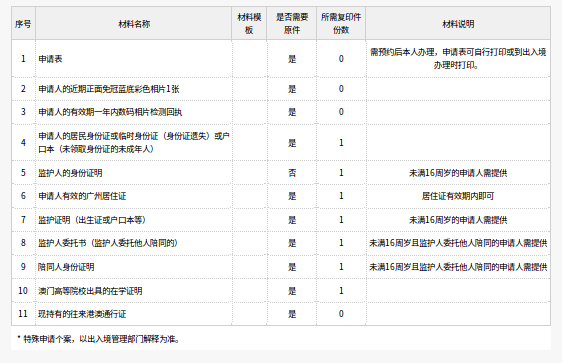 序号 材料名称 材料模板 是否需要原件 所需复印件份数 材料说明
1 申请表 是 0 需预约后本人办理，申请表可自行打印或到出入境
办理时打印。
2 申请人的近期正面免冠蓝底彩色相片1张 是 0
3 申请人的有效期一年内数码相片检测回执 是 0
4 申请人的居民身份证或临时身份证（身份证遗失）或户
口本（未领取身份证的未成年人） 是 1
5 监护人的身份证明 否 1 未满16周岁的申请人需提供
6 申请人有效的广州居住证 是 1 居住证有效期内即可
7 监护证明（出生证或户口本等） 是 1 未满16周岁的申请人需提供
8 监护人委托书（监护人委托他人陪同的） 是 1 未满16周岁且监护人委托他人陪同的申请人需提供
9 陪同人身份证明 是 1 未满16周岁且监护人委托他人陪同的申请人需提供
10 澳门高等院校出具的在学证明 是 1
11 现持有的往来港澳通行证 是 0
* 特殊申请个案，以出入境管理部门解释为准。